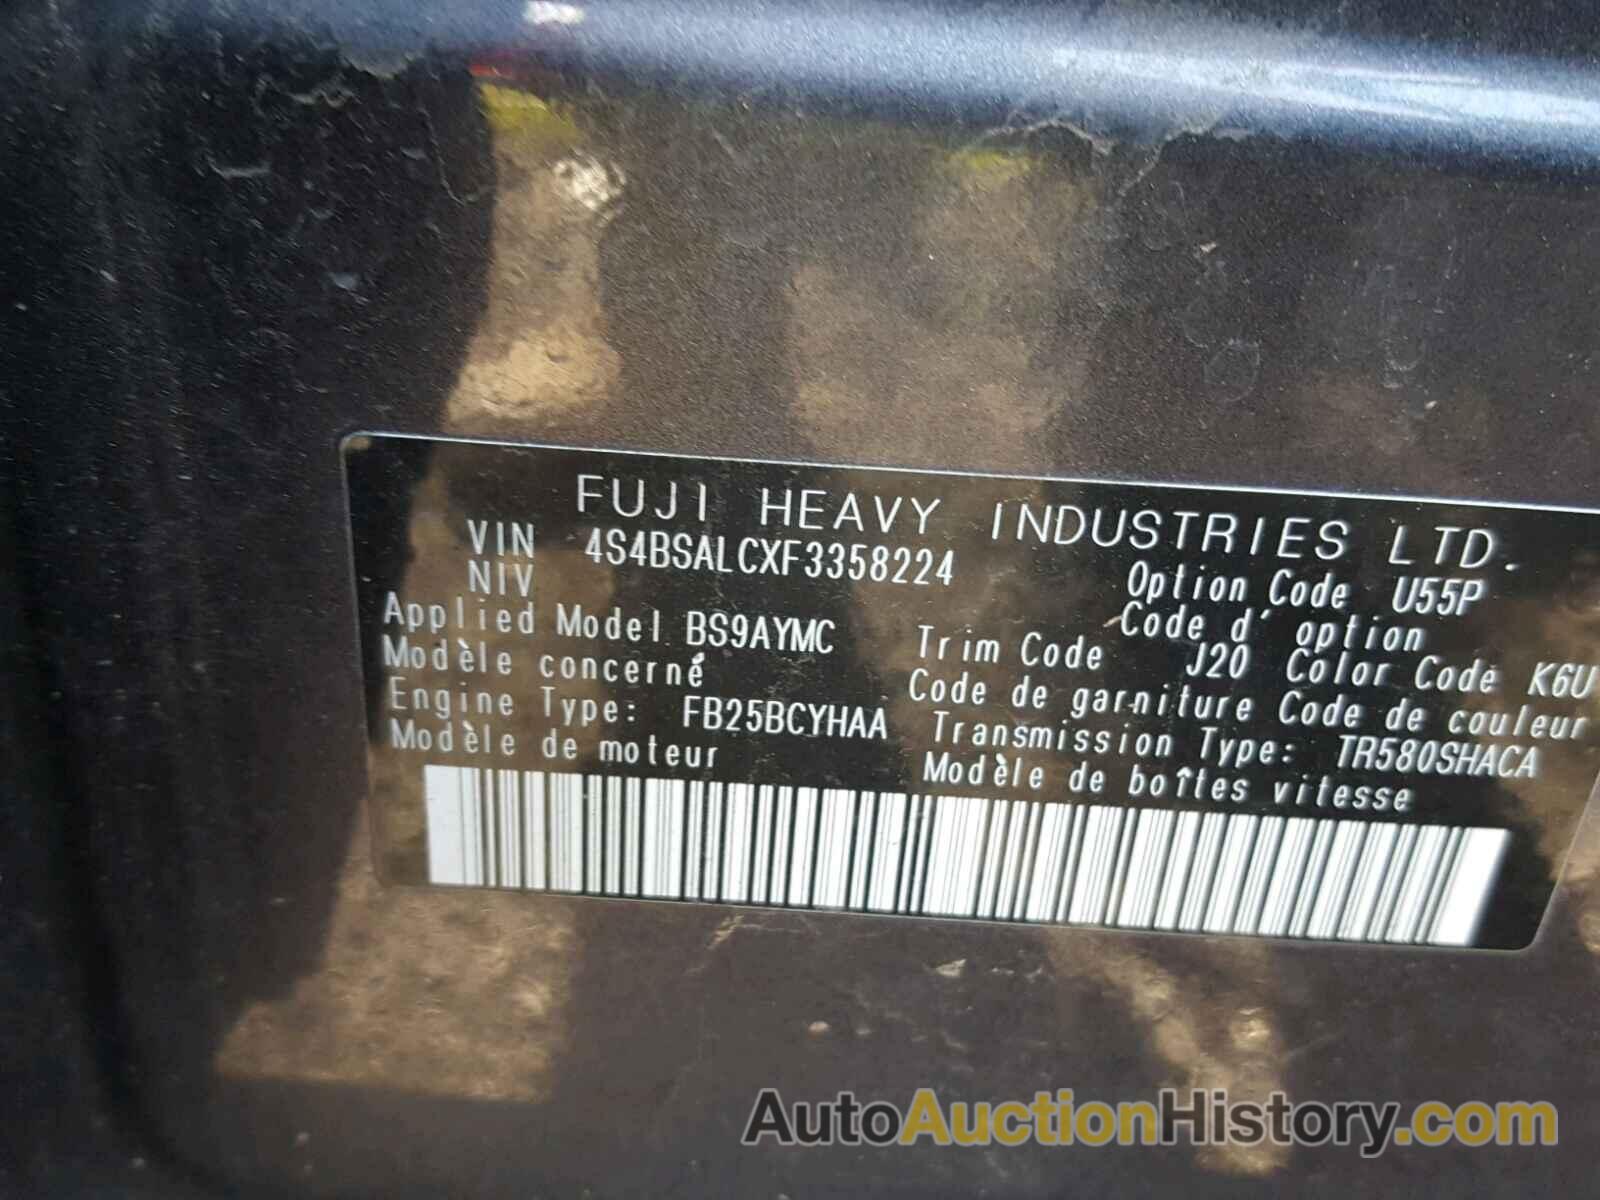 FUJI HEAVY INDUSTRIES LTD.
VIN 4S4BSALCXF3358224
NIV
Option Code U55P
Code d' option
Applied Model BS9AYMC
Modèle concerné
Trim Code J20 Color Code K6U
Code de garniture Code de couleur
Engine Type: FB25BCYHAA
Modèle de moteur
Transmission Type: TR580SHACA
Modèle de boîtes vitesse
AutoAuctionHistory.com